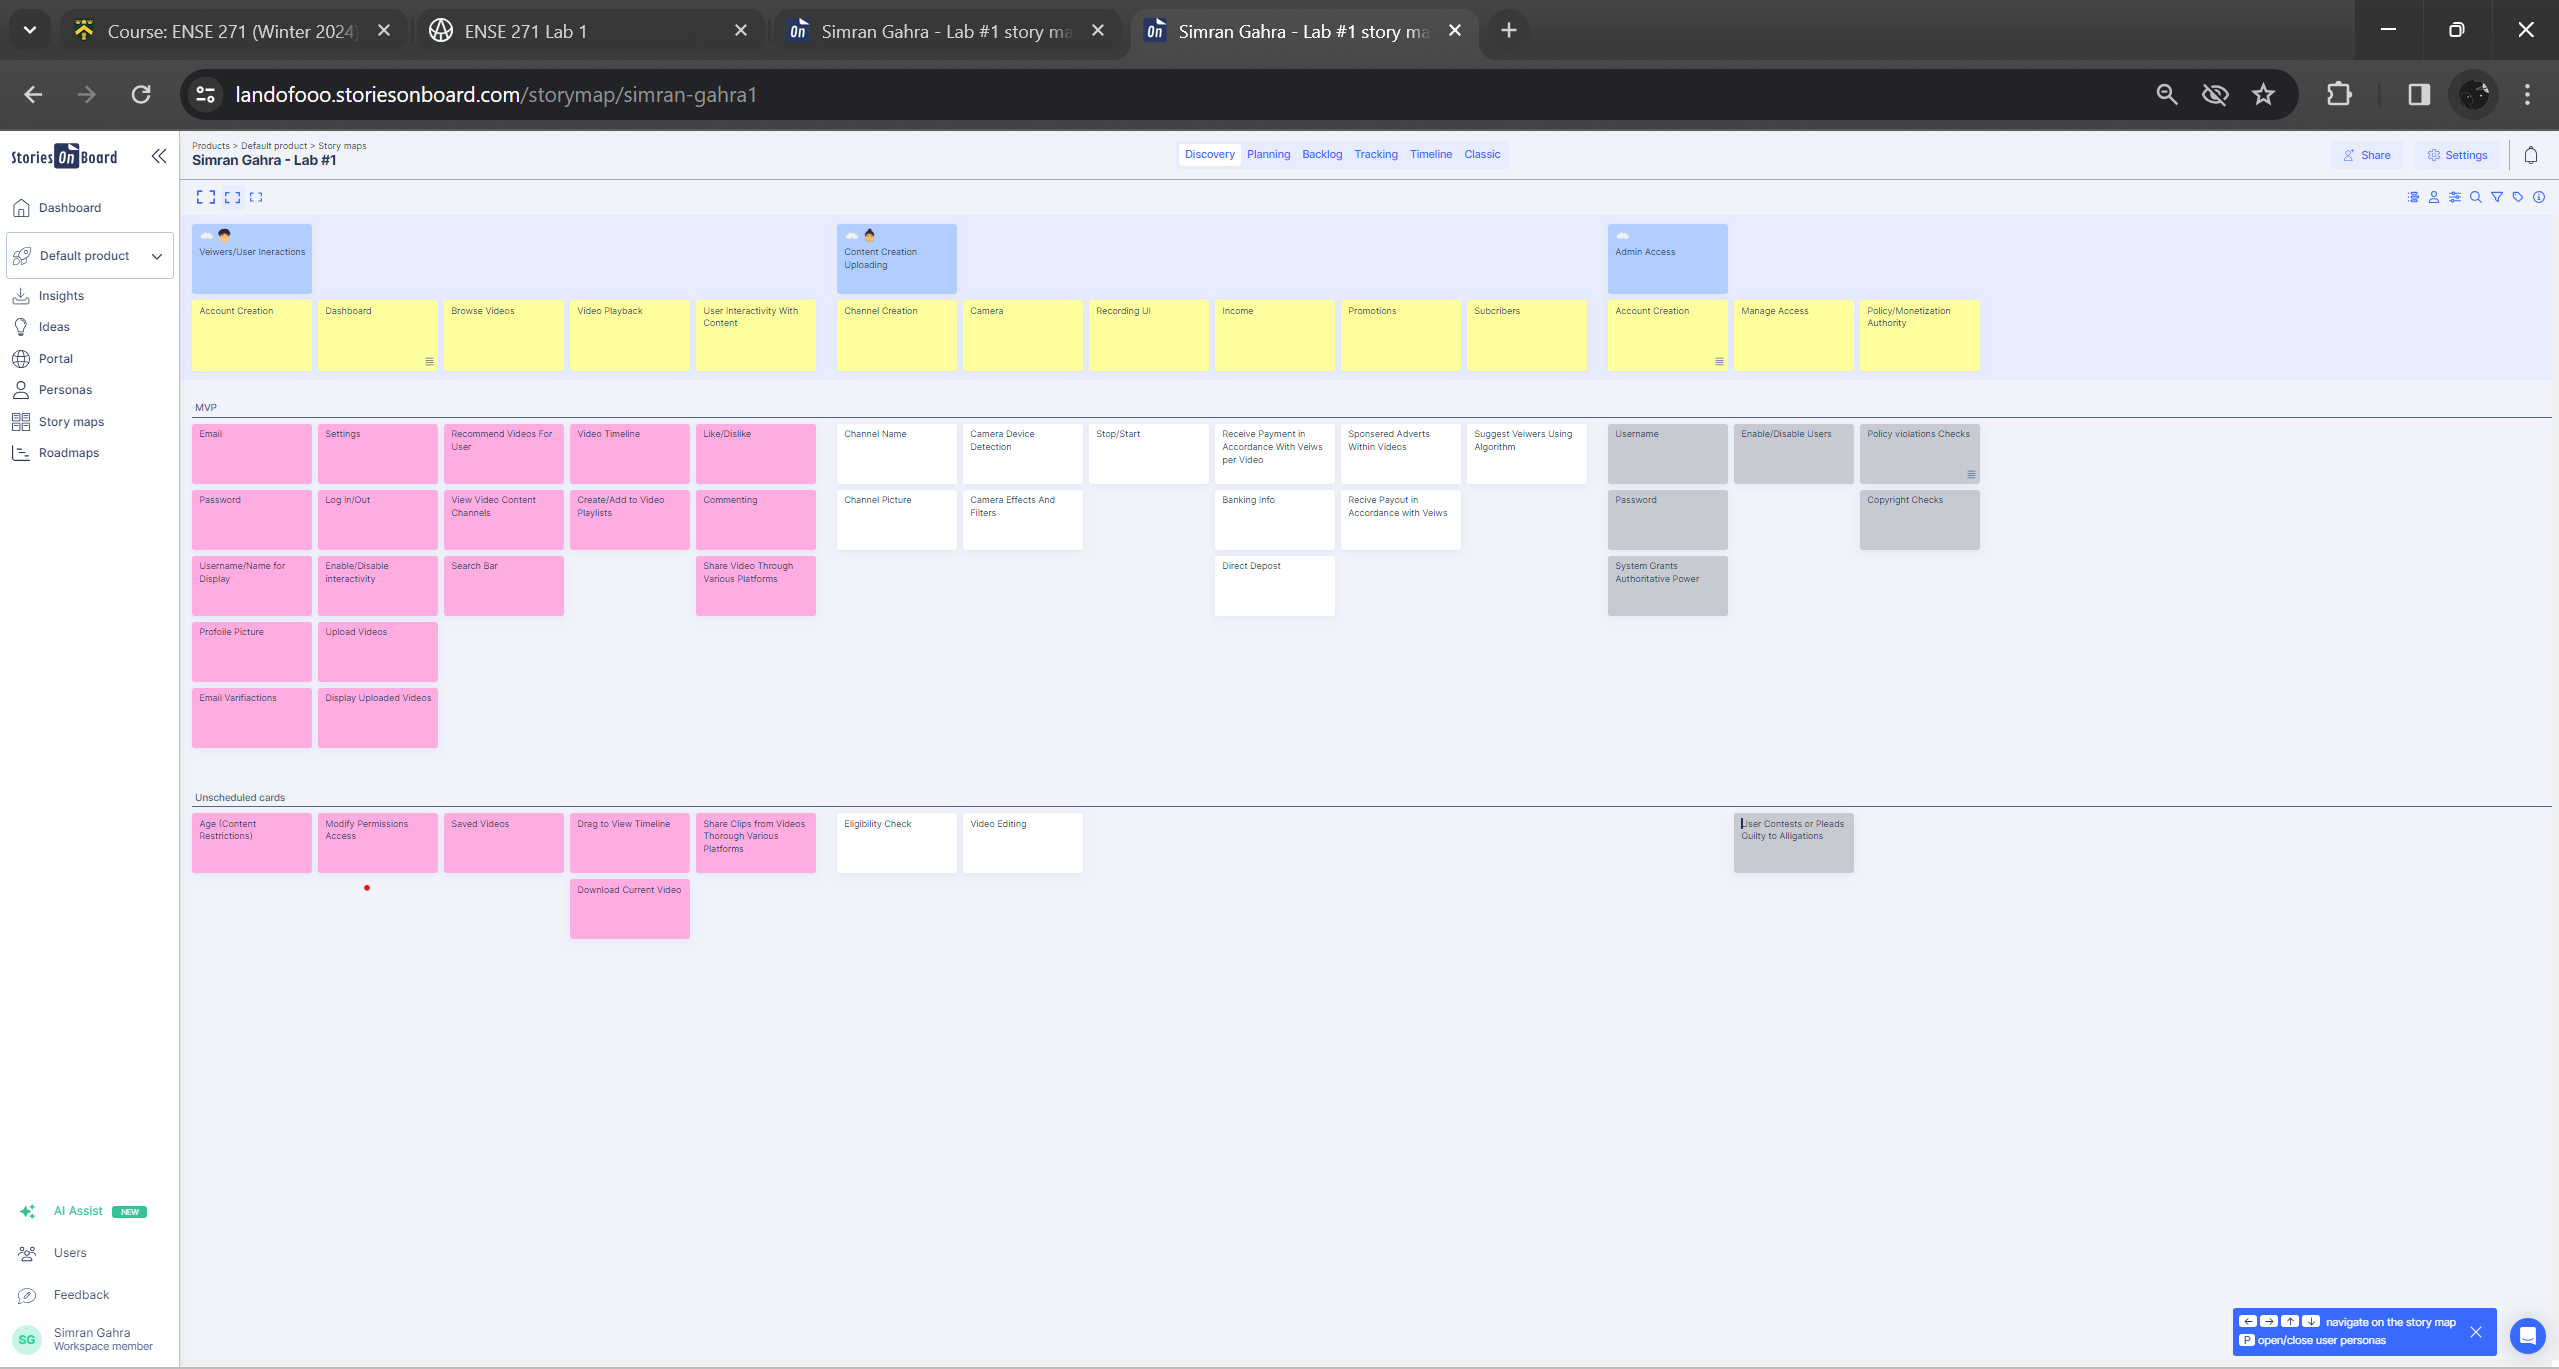 Course: ENSE 271 (Winter 2024)
ENSE 271 Lab 1
Simran Gahra - Lab #1 story ma
Simran Gahra - Lab #1 story ma
landofooo.storiesonboard.com/storymap/simran-gahra1
Stories On Board
Products > Default product > Story maps
Simran Gahra - Lab #1
Discovery Planning Backlog Tracking Timeline Classic
Share
Settings
Dashboard
Default product
Insights
Ideas
Portal
Personas
Story maps
Roadmaps
Veiwers/User Ineractions
Content Creation
Uploading
Admin Access
Account Creation
Dashboard
Browse Videos
Video Playback
User Interactivity With
Content
Channel Creation
Camera
Recording UI
Income
Promotions
Subcribers
Account Creation
Manage Access
Policy/Monetization
Authority
MVP
Email
Settings
Recommend Videos For
User
Video Timeline
Like/Dislike
Channel Name
Camera Device
Detection
Stop/Start
Receive Payment in
Accordance With Veiws
per Video
Sponsered Adverts
Within Videos
Suggest Veiwers Using
Algorithm
Username
Enable/Disable Users
Policy violations Checks
Password
Log In/Out
View Video Content
Channels
Create/Add to Video
Playlists
Commenting
Channel Picture
Camera Effects And
Filters
Banking Info
Recive Payout in
Accordance with Veiws
Password
Copyright Checks
Username/Name for
Display
Enable/Disable
interactivity
Search Bar
Share Video Through
Various Platforms
Direct Depost
System Grants
Authoritative Power
Profoile Picture
Upload Videos
Email Varifiactions
Display Uploaded Videos
Unscheduled cards
Age (Content
Restrictions)
Modify Permissions
Access
Saved Videos
Drag to View Timeline
Share Clips from Videos
Thorough Various
Platforms
Eligibility Check
Video Editing
User Contests or Pleads
Guilty to Alligations
Download Current Video
AI Assist NEW
Users
Feedback
SG
Simran Gahra
Workspace member
← → ↑ ↓ navigate on the story map
P open/close user personas